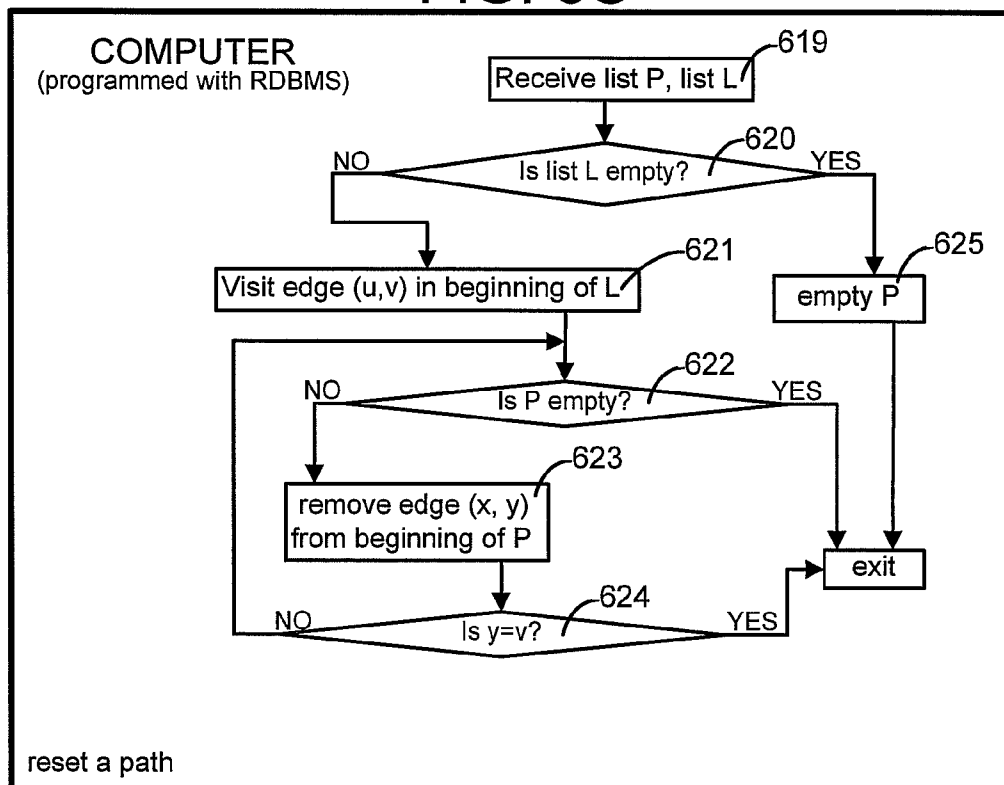 COMPUTER
(programmed with RDBMS)
619
Receive list P, list L
620
NO
Is list L empty?
YES
621
625
Visit edge (u,v) in beginning of L
empty P
622
NO
Is P empty?
YES
623
remove edge (x, y)
from beginning of P
exit
624
NO
Is y=v?
YES
reset a path